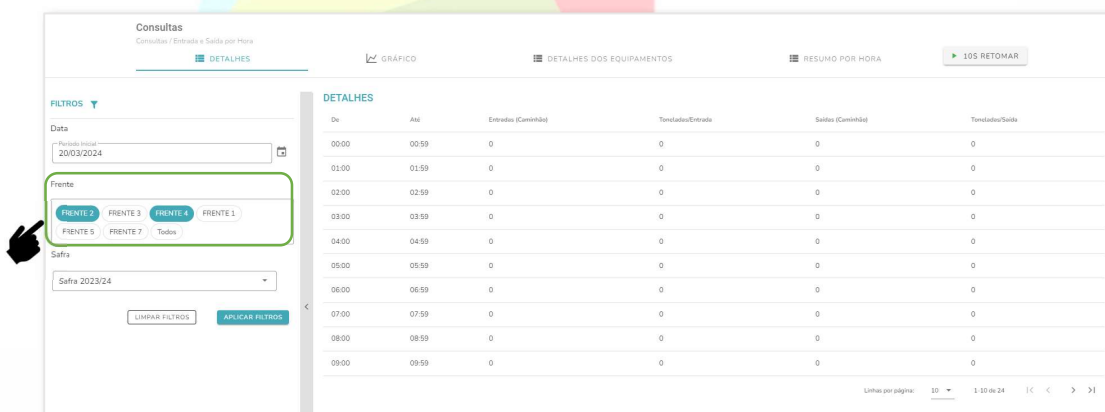 Consultas
Consultas / Entrada e Saída por Hora
DETALHES GRÁFICO DETALHES DOS EQUIPAMENTOS RESUMO POR HORA 10S RETOMAR
FILTROS
Data
Período Inicial
20/03/2024
Frente
FRENTE 2 FRENTE 3 FRENTE 4 FRENTE 1
FRENTE 5 FRENTE 7 Todos
Safra
Safra 2023/24
LIMPAR FILTROS APLICAR FILTROS
<
DETALHES
De Até Entradas (Caminhão) Toneladas/Entrada Saídas (Caminhão) Toneladas/Saída
00:00 00:59 0 0 0 0
01:00 01:59 0 0 0 0
02:00 02:59 0 0 0 0
03:00 03:59 0 0 0 0
04:00 04:59 0 0 0 0
05:00 05:59 0 0 0 0
06:00 06:59 0 0 0 0
07:00 07:59 0 0 0 0
08:00 08:59 0 0 0 0
09:00 09:59 0 0 0 0
Linhas por página: 10 1-10 de 24 |< < > >|